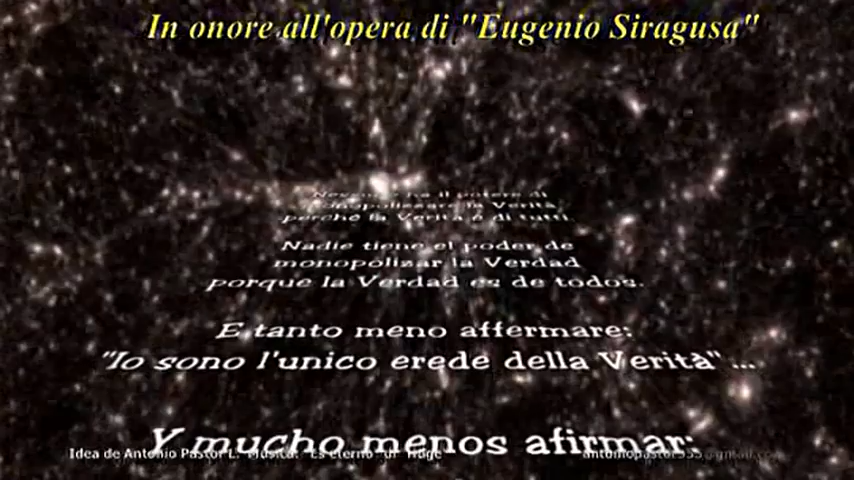 In onore all'opera di "Eugenio Siragusa"
Nessuno ha il potere di
monopolizzare la Verità,
perchè la Verità è di tutti.
Nadie tiene el poder de
monopolizar la Verdad
porque la Verdad es de todos.
E tanto meno affermare:
"Io sono l'unico erede della Verità" ...
Y mucho menos afirmar:
Idea de Antonio Pastor L. Música: "Es eterno" di